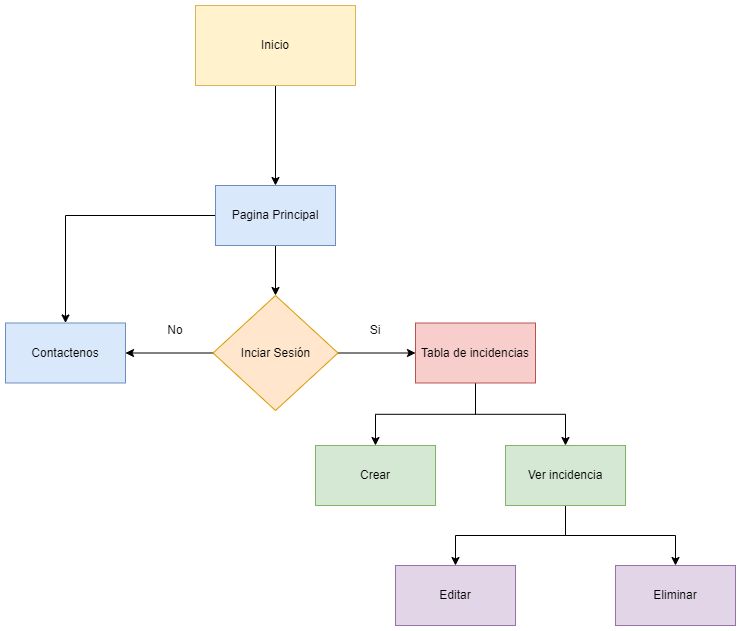 Inicio
Pagina Principal
No
Si
Contactenos
Inciar Sesión
Tabla de incidencias
Crear
Ver incidencia
Editar
Eliminar